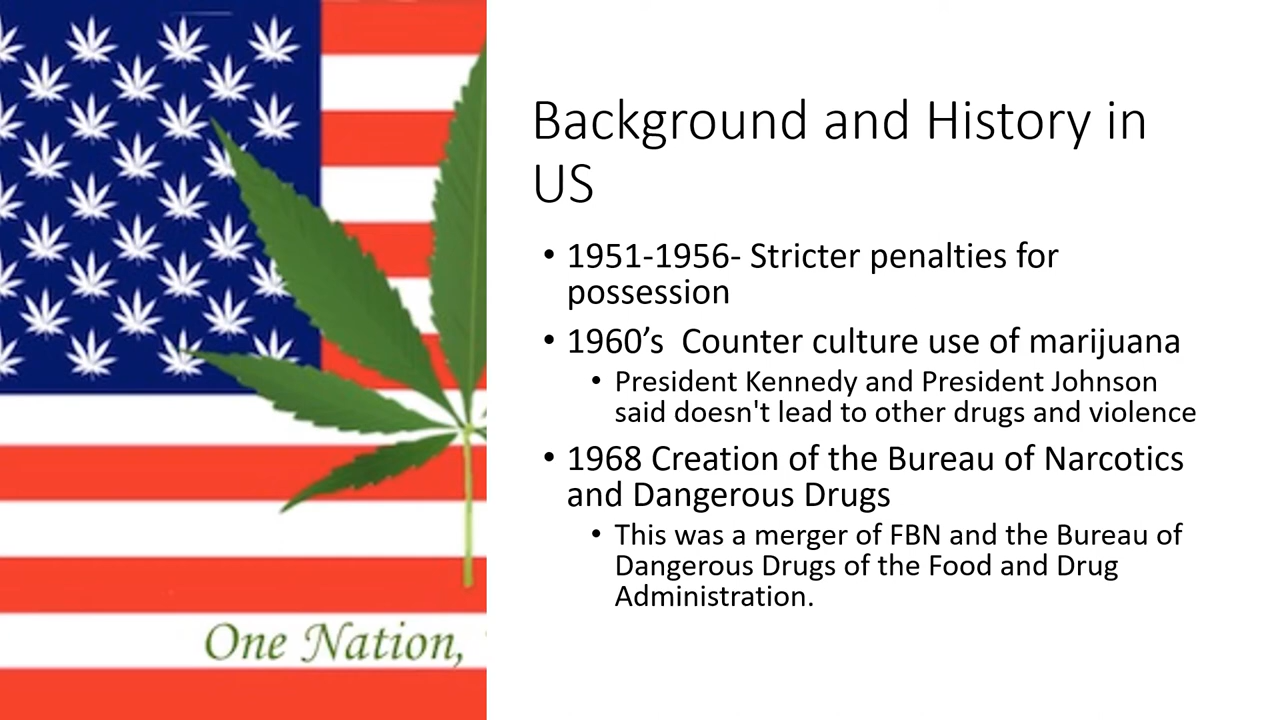 Background and History in
US
• 1951-1956- Stricter penalties for
possession
• 1960’s  Counter culture use of marijuana
• President Kennedy and President Johnson
said doesn't lead to other drugs and violence
• 1968 Creation of the Bureau of Narcotics
and Dangerous Drugs
• This was a merger of FBN and the Bureau of
Dangerous Drugs of the Food and Drug
Administration.
One Nation,